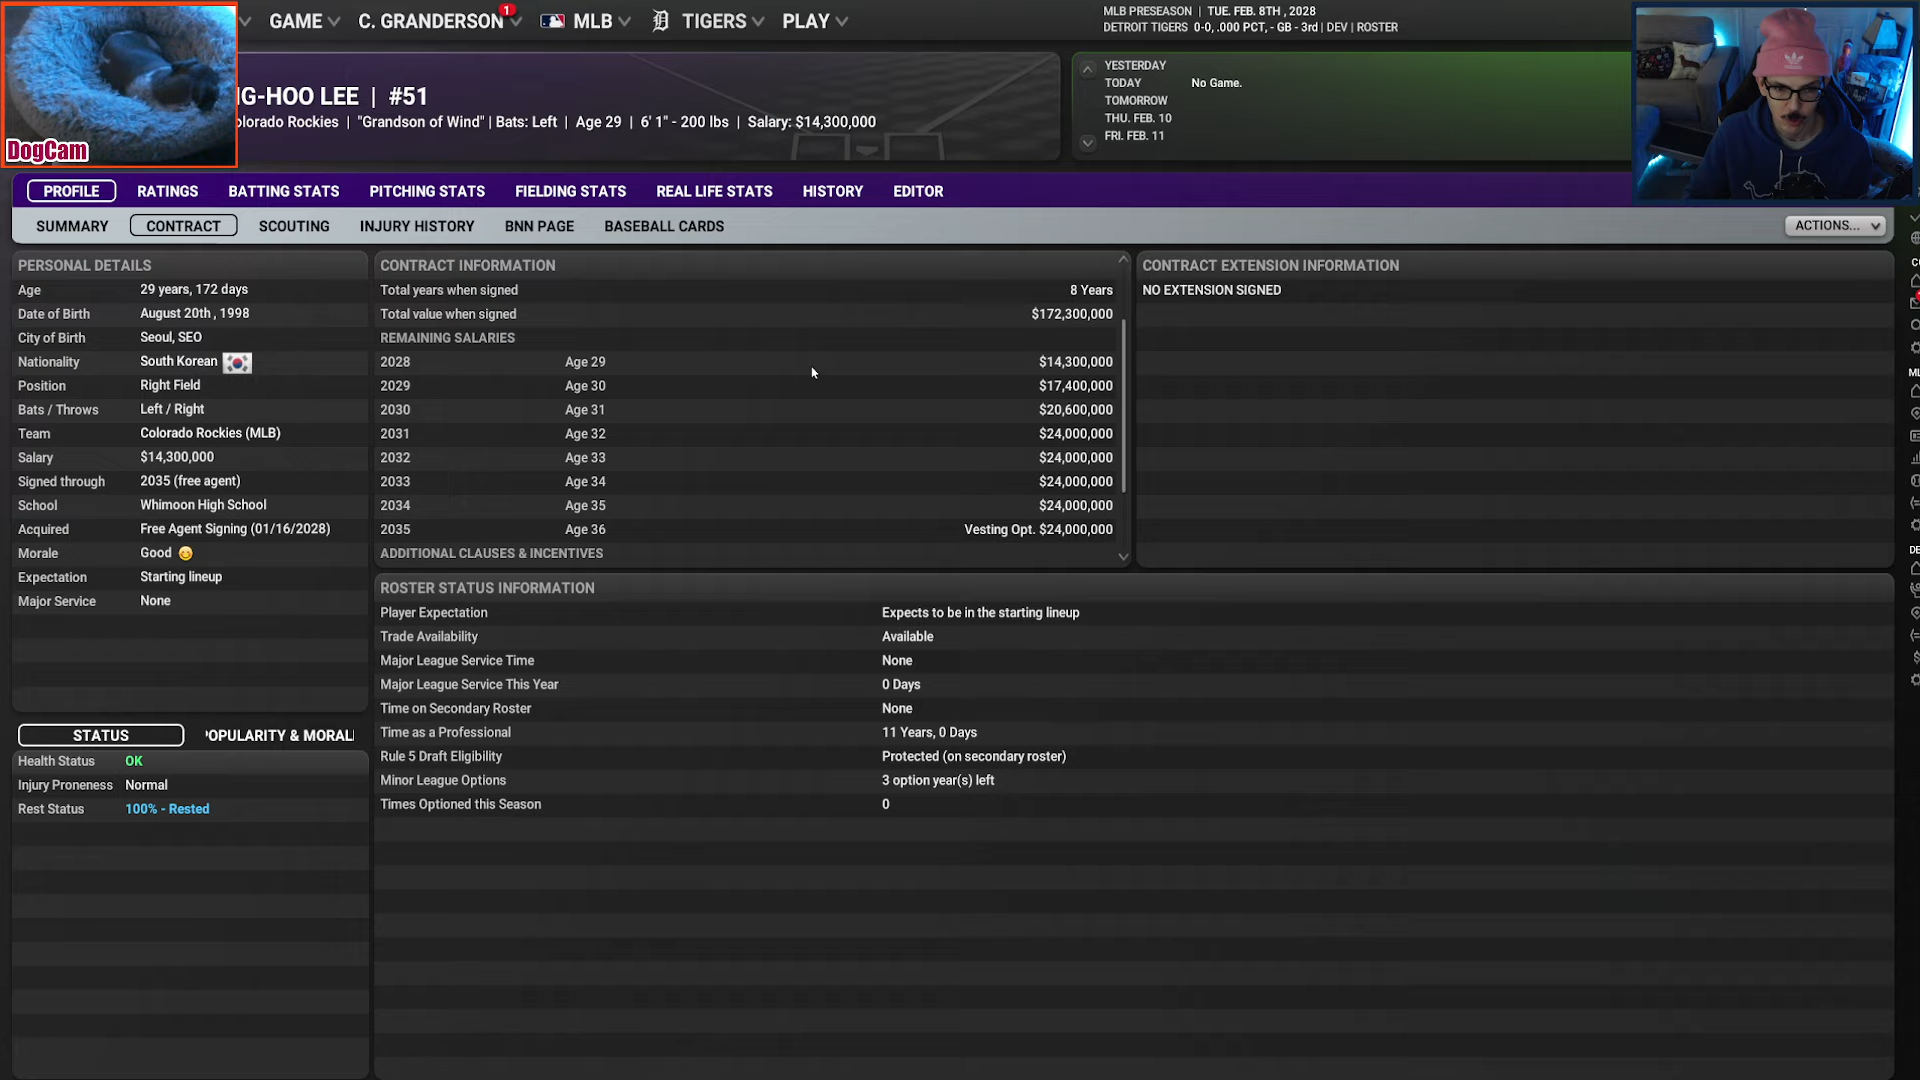 GAME
C. GRANDERSON
1
MLB
TIGERS
PLAY
MLB PRESEASON | TUE. FEB. 8TH , 2028
DETROIT TIGERS 0-0, .000 PCT, - GB - 3rd | DEV | ROSTER
G-HOO LEE | #51
olorado Rockies | "Grandson of Wind" | Bats: Left | Age 29 | 6' 1" - 200 lbs | Salary: $14,300,000
DogCam
YESTERDAY
TODAY No Game.
TOMORROW
THU. FEB. 10
FRI. FEB. 11
PROFILE RATINGS BATTING STATS PITCHING STATS FIELDING STATS REAL LIFE STATS HISTORY EDITOR
SUMMARY CONTRACT SCOUTING INJURY HISTORY BNN PAGE BASEBALL CARDS
ACTIONS...
PERSONAL DETAILS
Age 29 years, 172 days
Date of Birth August 20th , 1998
City of Birth Seoul, SEO
Nationality South Korean
Position Right Field
Bats / Throws Left / Right
Team Colorado Rockies (MLB)
Salary $14,300,000
Signed through 2035 (free agent)
School Whimoon High School
Acquired Free Agent Signing (01/16/2028)
Morale Good
Expectation Starting lineup
Major Service None
STATUS
'OPULARITY & MORAL
Health Status OK
Injury Proneness Normal
Rest Status 100% - Rested
CONTRACT INFORMATION
Total years when signed 8 Years
Total value when signed $172,300,000
REMAINING SALARIES
2028 Age 29 $14,300,000
2029 Age 30 $17,400,000
2030 Age 31 $20,600,000
2031 Age 32 $24,000,000
2032 Age 33 $24,000,000
2033 Age 34 $24,000,000
2034 Age 35 $24,000,000
2035 Age 36 Vesting Opt. $24,000,000
ADDITIONAL CLAUSES & INCENTIVES
CONTRACT EXTENSION INFORMATION
NO EXTENSION SIGNED
ROSTER STATUS INFORMATION
Player Expectation Expects to be in the starting lineup
Trade Availability Available
Major League Service Time None
Major League Service This Year 0 Days
Time on Secondary Roster None
Time as a Professional 11 Years, 0 Days
Rule 5 Draft Eligibility Protected (on secondary roster)
Minor League Options 3 option year(s) left
Times Optioned this Season 0